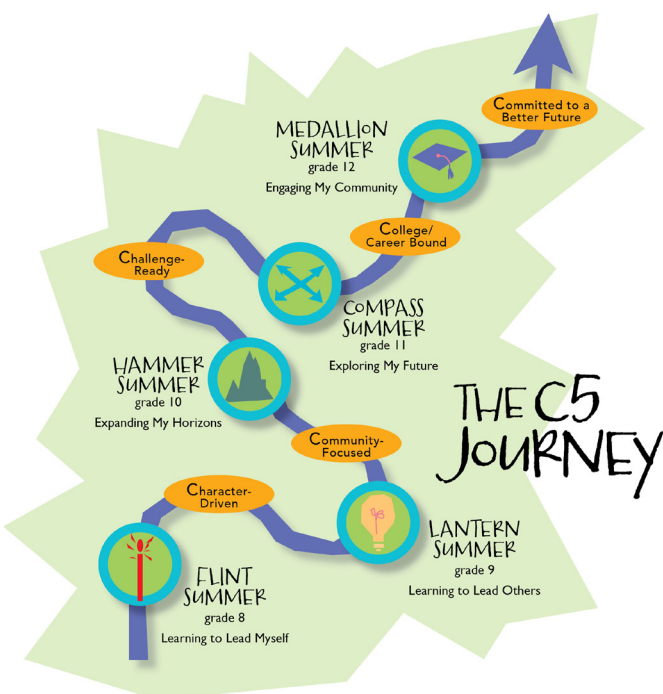 Committed to a
Better Future
MEDALLION
SUMMER
grade 12
Engaging My Community
College/
Career Bound
Challenge-
Ready
COMPASS
SUMMER
grade 11
Exploring My Future
HAMMER
SUMMER
grade 10
Expanding My Horizons
THE C5
JOURNEY
Community-
Focused
Character-
Driven
LANTERN
SUMMER
grade 9
Learning to Lead Others
FLINT
SUMMER
grade 8
Learning to Lead Myself